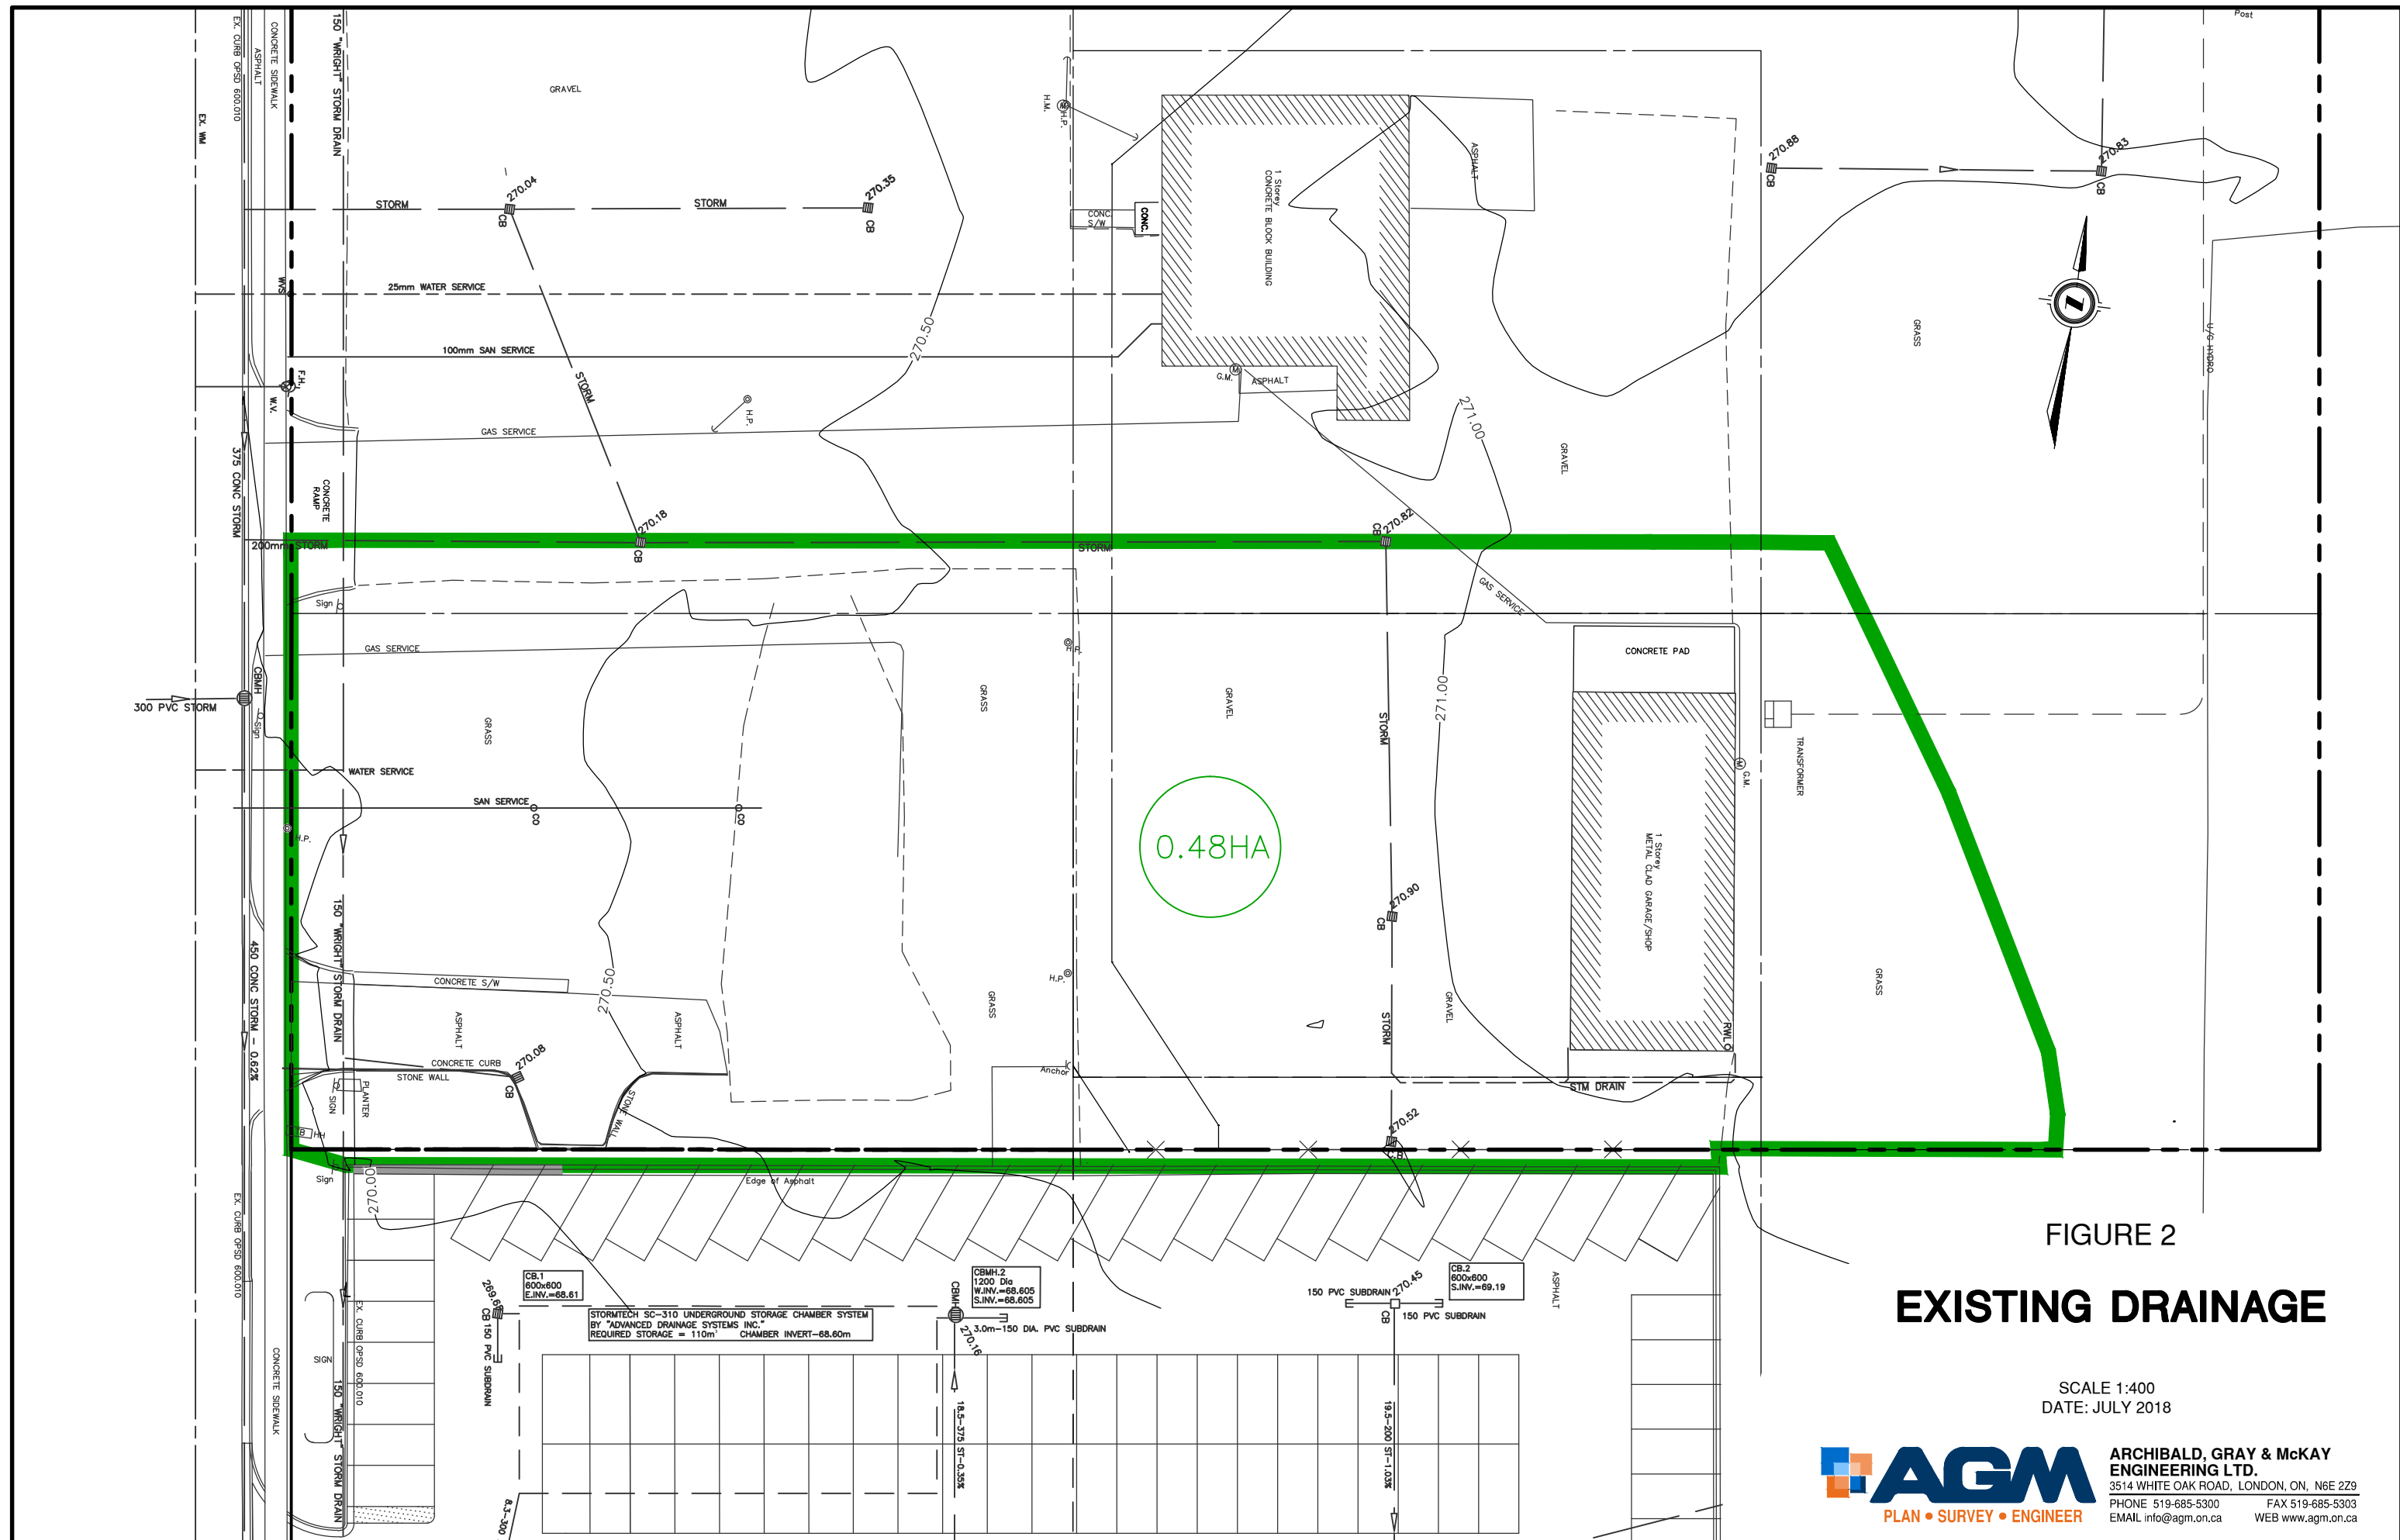 Post
EX. CURB OPSD 600.010
ASPHALT
CONCRETE SIDEWALK
150 "WRIGHT" STORM DRAIN
EX. WM
GRAVEL
H.M.
M
H.P.
1 Storey
CONCRETE BLOCK BUILDING
ASPHALT
270.88
CB
270.83
CB
STORM
270.04
CB
STORM
270.35
CB
CONC.
S/W
CONC.
WVS
25mm WATER SERVICE
270.50
100mm SAN SERVICE
F.H.
W.V.
STORM
H.P.
GAS SERVICE
G.M.
M
ASPHALT
271.00
GRAVEL
GRASS
U/G HYDRO
375 CONC STORM
CONCRETE
RAMP
200mm STORM
270.18
CB
STORM
CB
270.82
GAS SERVICE
Sign
GAS SERVICE
H.P.
CONCRETE PAD
CBMH
300 PVC STORM
Sign
GRASS
GRASS
GRAVEL
STORM
271.00
TRANSFORMER
M
G.M.
WATER SERVICE
SAN SERVICE
CO
CO
H.P.
0.48HA
1 Storey
METAL CLAD GARAGE/SHOP
270.90
CB
450 CONC STORM - 0.62%
150 "WRIGHT" STORM DRAIN
CONCRETE S/W
270.50
H.P.
GRASS
GRAVEL
GRASS
ASPHALT
ASPHALT
STORM
RWL
CONCRETE CURB
STONE WALL
270.08
CB
PLANTER
SIGN
STONE WALL
Anchor
STM DRAIN
B
HH
270.52
CB
Sign
270.00
Edge of Asphalt
EX. CURB OPSD 600.010
EX. CURB OPSD 600.010
CONCRETE SIDEWALK
SIGN
150 "WRIGHT" STORM DRAIN
CB
150 PVC SUBDRAIN
CB.1
600x600
E.INV.=68.61
STORMTECH SC-310 UNDERGROUND STORAGE CHAMBER SYSTEM
BY "ADVANCED DRAINAGE SYSTEMS INC."
REQUIRED STORAGE = 110m³ CHAMBER INVERT-68.60m
CBMH
CBMH.2
1200 Dia
W.INV.=68.605
S.INV.=68.605
3.0m-150 DIA. PVC SUBDRAIN
270.16
150 PVC SUBDRAIN
270.45
CB
150 PVC SUBDRAIN
CB.2
600x600
S.INV.=69.19
ASPHALT
18.5-375 ST-0.35%
19.5-200 ST-1.03%
8.3-300
FIGURE 2
EXISTING DRAINAGE
SCALE 1:400
DATE: JULY 2018
AGM
PLAN • SURVEY • ENGINEER
ARCHIBALD, GRAY & McKAY
ENGINEERING LTD.
3514 WHITE OAK ROAD, LONDON, ON, N6E 2Z9
PHONE 519-685-5300 FAX 519-685-5303
EMAIL info@agm.on.ca WEB www.agm.on.ca